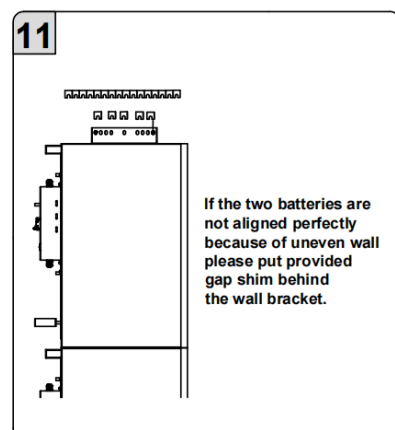 11
If the two batteries are
not aligned perfectly
because of uneven wall
please put provided
gap shim behind
the wall bracket.